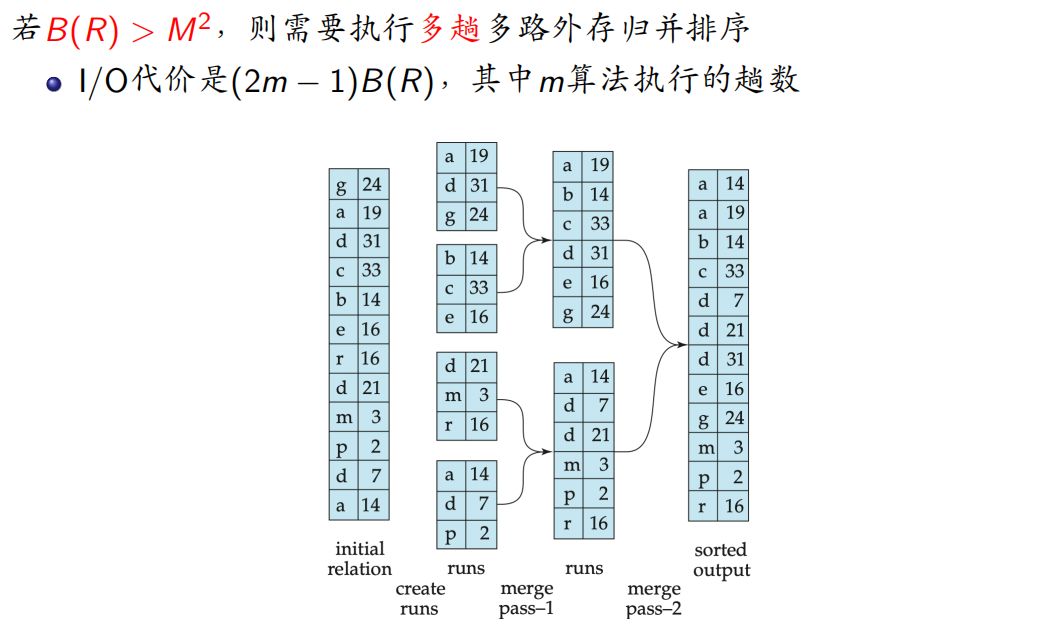 若B(R) > M²，则需要执行多趟多路外存归并排序
I/O代价是(2m − 1)B(R)，其中m算法执行的趟数
g 24
a 19
d 31
c 33
b 14
e 16
r 16
d 21
m 3
p 2
d 7
a 14
initial
relation
create
runs
a 19
d 31
g 24
b 14
c 33
e 16
d 21
m 3
r 16
a 14
d 7
p 2
runs
merge
pass–1
a 19
b 14
c 33
d 31
e 16
g 24
a 14
d 7
d 21
m 3
p 2
r 16
runs
merge
pass–2
a 14
a 19
b 14
c 33
d 7
d 21
d 31
e 16
g 24
m 3
p 2
r 16
sorted
output